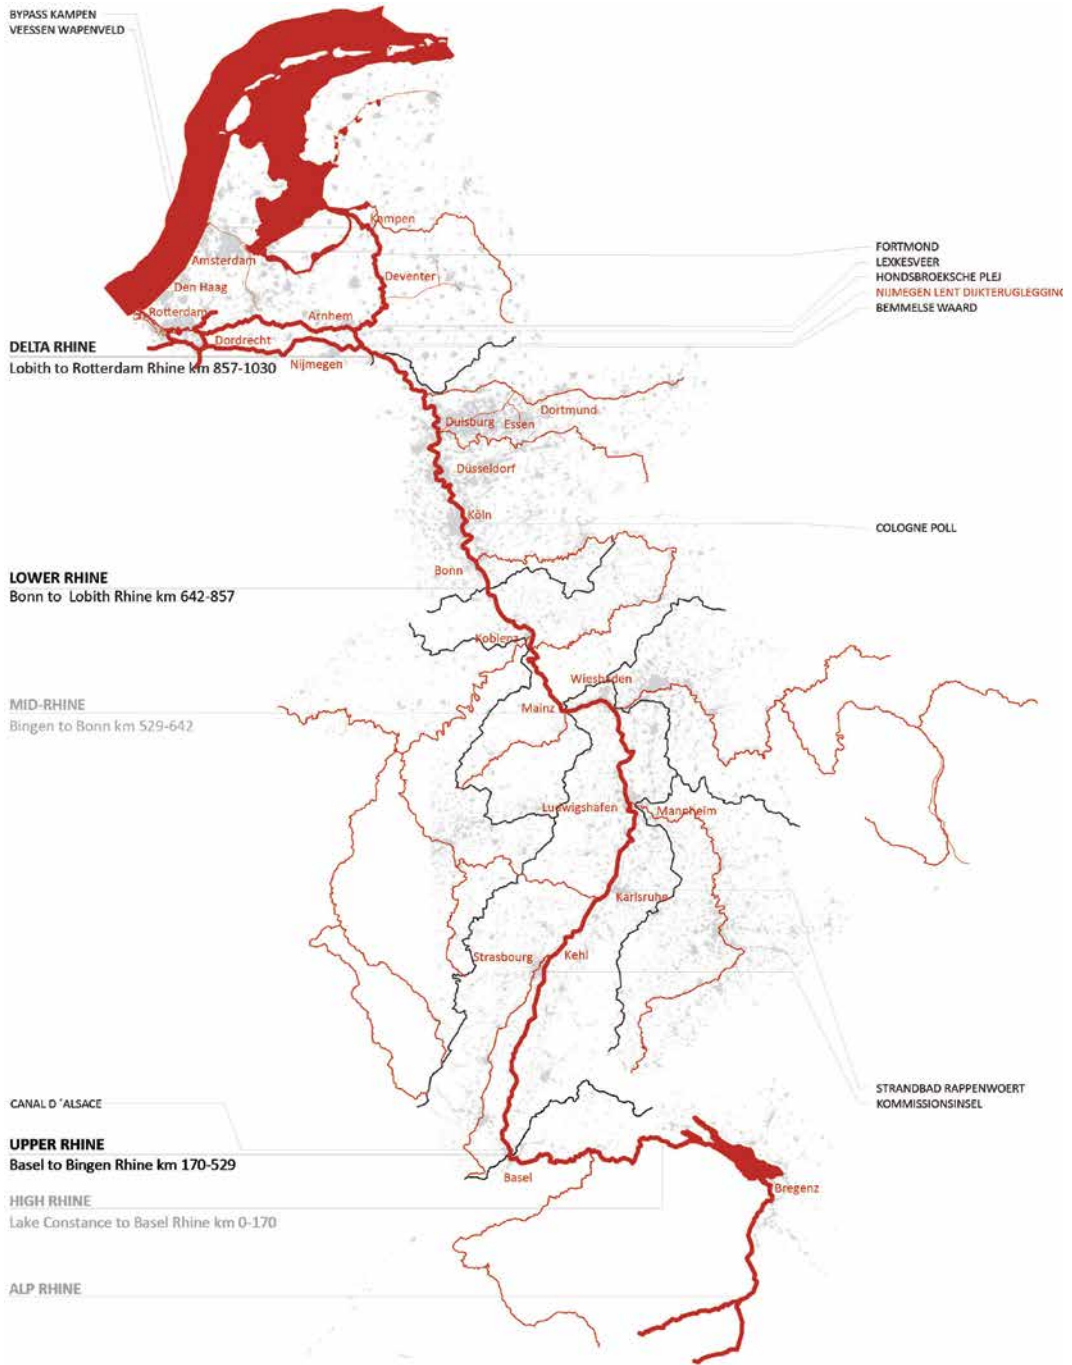 BYPASS KAMPEN
VEESSEN WAPENVELD
Kampen
Amsterdam
Deventer
Den Haag
Rotterdam
Arnhem
Dordrecht
Nijmegen
FORTMOND
LEXKESVEER
HONDSBROEKSCHE PLEJ
NIJMEGEN LENT DIJKTERUGLEGGING
BEMMELSE WAARD
DELTA RHINE
Lobith to Rotterdam Rhine km 857-1030
Duisburg
Essen
Dortmund
Düsseldorf
Köln
COLOGNE POLL
Bonn
LOWER RHINE
Bonn to Lobith Rhine km 642-857
Koblenz
Wiesbaden
Mainz
MID-RHINE
Bingen to Bonn km 529-642
Ludwigshafen
Mannheim
Karlsruhe
Strasbourg
Kehl
STRANDBAD RAPPENWOERT
KOMMISSIONSINSEL
CANAL D´ALSACE
UPPER RHINE
Basel to Bingen Rhine km 170-529
Basel
Bregenz
HIGH RHINE
Lake Constance to Basel Rhine km 0-170
ALP RHINE